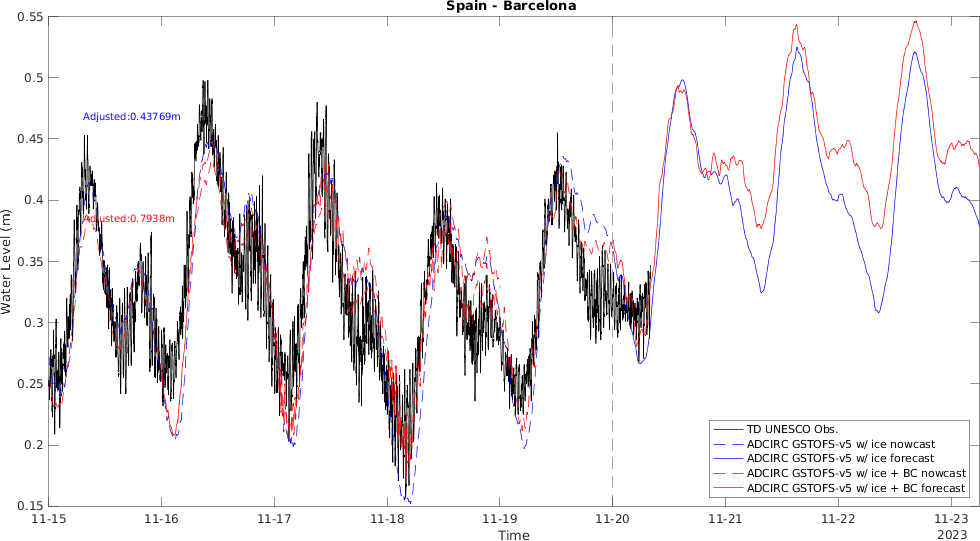 Spain - Barcelona
0.55
0.5
0.45
0.4
0.35
0.3
0.25
0.2
0.15
Water Level (m)
Adjusted:0.43769m
Adjusted:0.7938m
TD UNESCO Obs.
ADCIRC GSTOFS-v5 w/ ice nowcast
ADCIRC GSTOFS-v5 w/ ice forecast
ADCIRC GSTOFS-v5 w/ ice + BC nowcast
ADCIRC GSTOFS-v5 w/ ice + BC forecast
11-15 11-16 11-17 11-18 11-19 11-20 11-21 11-22 11-23
Time
2023